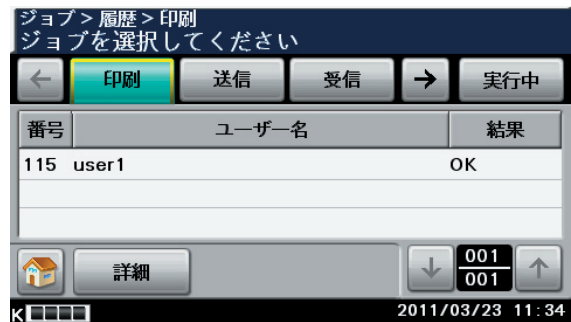 ジョブ > 履歴 > 印刷
ジョブを選択してください
← 印刷 送信 受信 → 実行中
番号 ユーザー名 結果
115 user1 OK
詳細 ↓ 001 ↑
001
K 2011/03/23 11:34